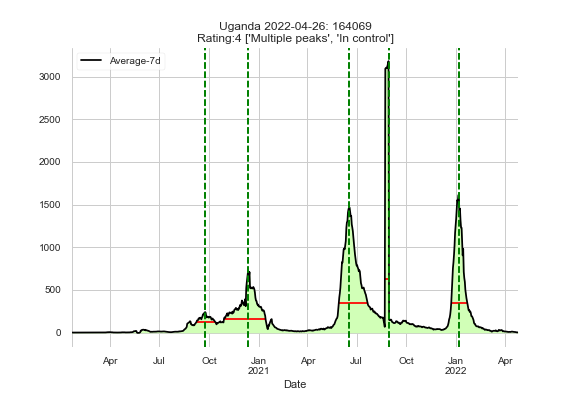 Uganda 2022-04-26: 164069
Rating:4 ['Multiple peaks', 'In control']
Average-7d
3000
2500
2000
1500
1000
500
0
Apr Jul Oct Jan Apr Jul Oct Jan Apr
2021 2022
Date